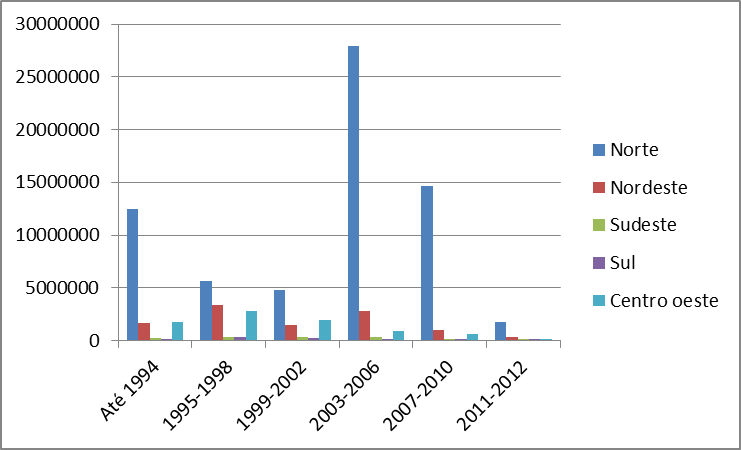 30000000
25000000
20000000
15000000
10000000
5000000
0
Até 1994
1995-1998
1999-2002
2003-2006
2007-2010
2011-2012
Norte
Nordeste
Sudeste
Sul
Centro oeste